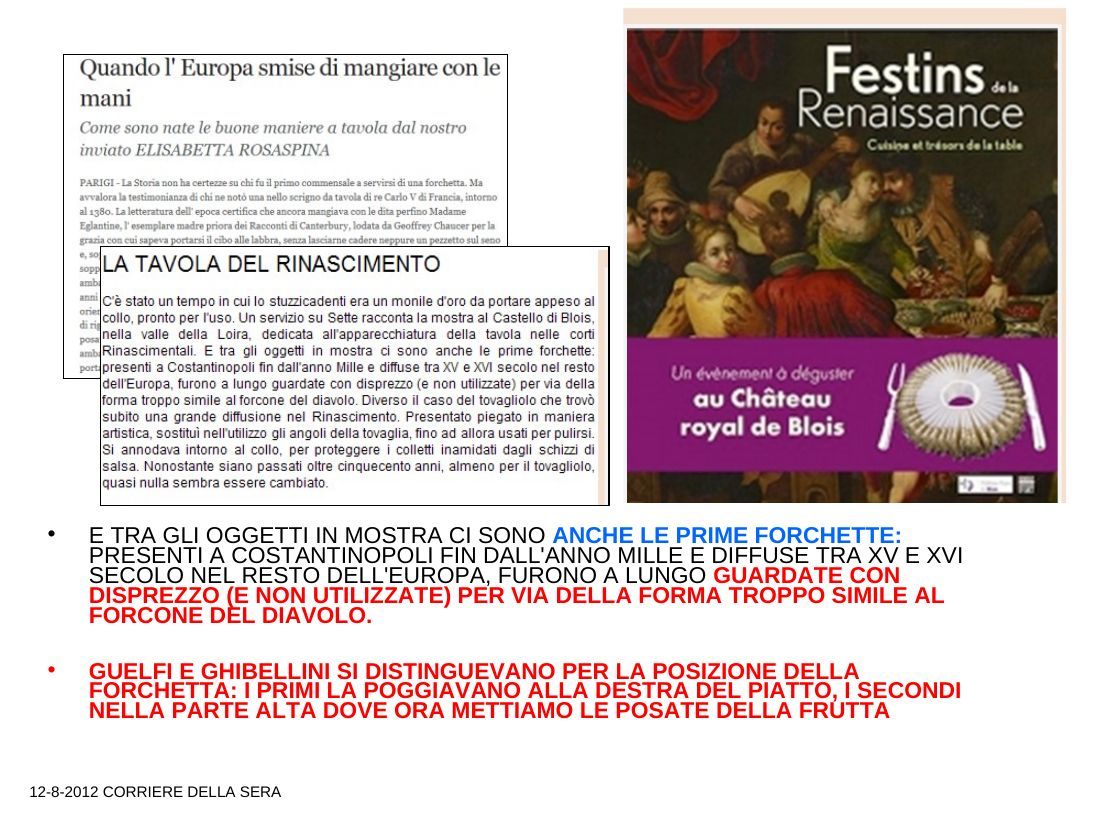 Quando l' Europa smise di mangiare con le
mani
Come sono nate le buone maniere a tavola dal nostro
inviato ELISABETTA ROSASPINA
PARIGI - La Storia non ha certezze su chi fu il primo commensale a servirsi di una forchetta. Ma
avvalora la testimonianza di chi ne notò una nello scrigno da tavola di re Carlo V di Francia, intorno
al 1380. La letteratura dell' epoca certifica che ancora mangiava con le dita perfino Madame
Eglantine, l' esemplare madre priora dei Racconti di Canterbury, lodata da Geoffrey Chaucer per la
grazia con cui sapeva portarsi il cibo alle labbra, senza lasciarne cadere neppure un pezzetto sul seno
LA TAVOLA DEL RINASCIMENTO
C'è stato un tempo in cui lo stuzzicadenti era un monile d'oro da portare appeso al
collo, pronto per l'uso. Un servizio su Sette racconta la mostra al Castello di Blois,
nella valle della Loira, dedicata all'apparecchiatura della tavola nelle corti
Rinascimentali. E tra gli oggetti in mostra ci sono anche le prime forchette:
presenti a Costantinopoli fin dall'anno Mille e diffuse tra XV e XVI secolo nel resto
dell'Europa, furono a lungo guardate con disprezzo (e non utilizzate) per via della
forma troppo simile al forcone del diavolo. Diverso il caso del tovagliolo che trovò
subito una grande diffusione nel Rinascimento. Presentato piegato in maniera
artistica, sostituì nell'utilizzo gli angoli della tovaglia, fino ad allora usati per pulirsi.
Si annodava intorno al collo, per proteggere i colletti inamidati dagli schizzi di
salsa. Nonostante siano passati oltre cinquecento anni, almeno per il tovagliolo,
quasi nulla sembra essere cambiato.
Festins de la
Renaissance
Cuisine et trésors de la table
Un évènement à déguster
au Château
royal de Blois
• E TRA GLI OGGETTI IN MOSTRA CI SONO ANCHE LE PRIME FORCHETTE:
PRESENTI A COSTANTINOPOLI FIN DALL'ANNO MILLE E DIFFUSE TRA XV E XVI
SECOLO NEL RESTO DELL'EUROPA, FURONO A LUNGO GUARDATE CON
DISPREZZO (E NON UTILIZZATE) PER VIA DELLA FORMA TROPPO SIMILE AL
FORCONE DEL DIAVOLO.
• GUELFI E GHIBELLINI SI DISTINGUEVANO PER LA POSIZIONE DELLA
FORCHETTA: I PRIMI LA POGGIAVANO ALLA DESTRA DEL PIATTO, I SECONDI
NELLA PARTE ALTA DOVE ORA METTIAMO LE POSATE DELLA FRUTTA
12-8-2012 CORRIERE DELLA SERA